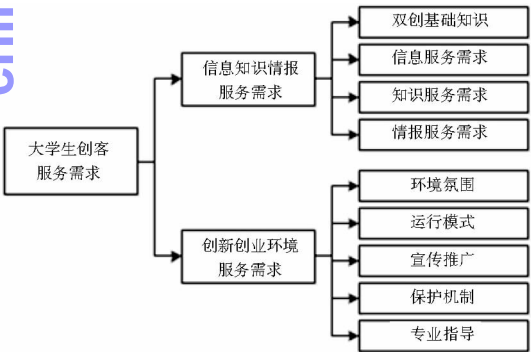 大学生创客
服务需求
信息知识情报
服务需求
双创基础知识
信息服务需求
知识服务需求
情报服务需求
创新创业环境
服务需求
环境氛围
运行模式
宣传推广
保护机制
专业指导